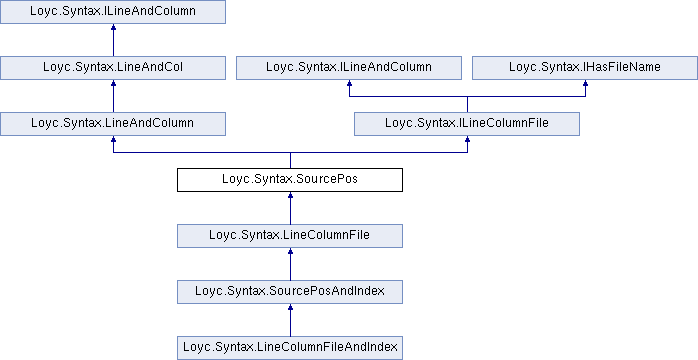 Loyc.Syntax.ILineAndColumn
Loyc.Syntax.LineAndCol
Loyc.Syntax.ILineAndColumn
Loyc.Syntax.IHasFileName
Loyc.Syntax.LineAndColumn
Loyc.Syntax.ILineColumnFile
Loyc.Syntax.SourcePos
Loyc.Syntax.LineColumnFile
Loyc.Syntax.SourcePosAndIndex
Loyc.Syntax.LineColumnFileAndIndex